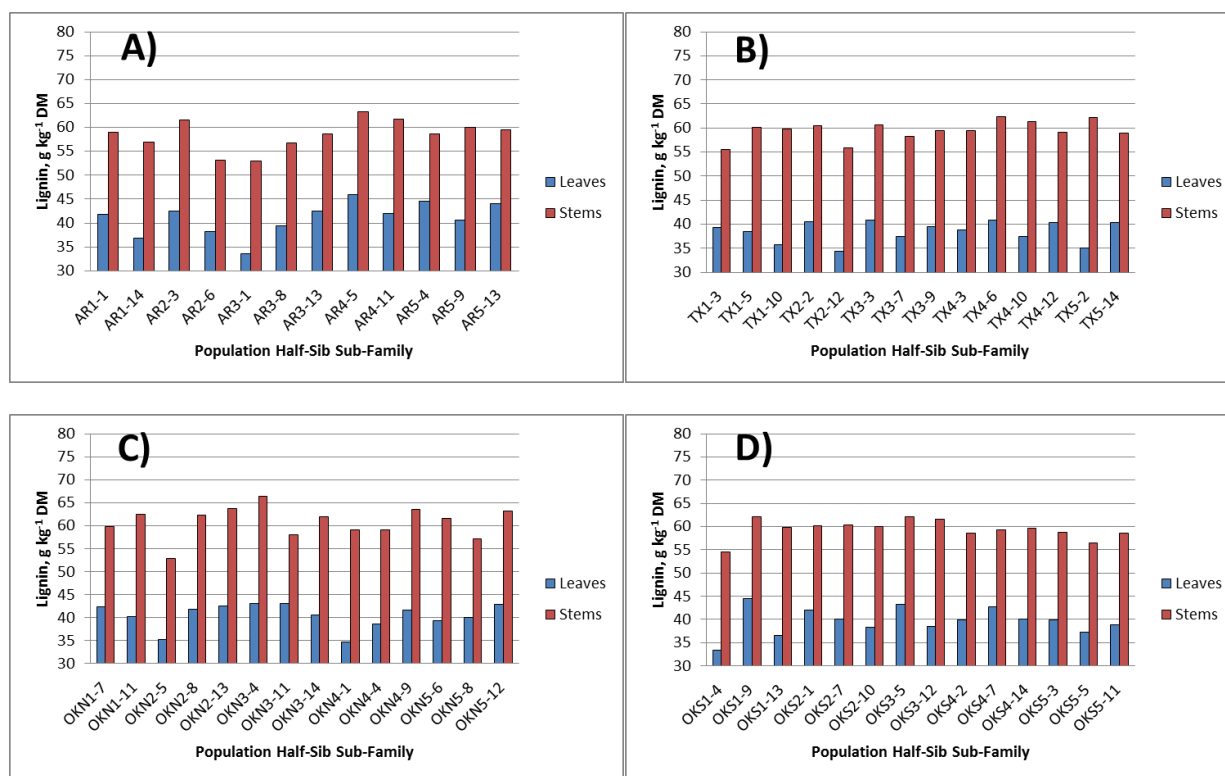 A)
80
75
70
65
60
55
50
45
40
35
30
Lignin, g kg-1 DM
AR1-1
AR1-14
AR2-3
AR2-6
AR3-1
AR3-8
AR3-13
AR4-5
AR4-11
AR5-4
AR5-9
AR5-13
Population Half-Sib Sub-Family
Leaves
Stems
B)
80
75
70
65
60
55
50
45
40
35
30
Lignin, g kg-1 DM
TX1-3
TX1-5
TX1-10
TX2-2
TX2-12
TX3-3
TX3-7
TX3-9
TX4-3
TX4-6
TX4-10
TX4-12
TX5-2
TX5-14
Population Half-Sib Sub-Family
Leaves
Stems
C)
80
75
70
65
60
55
50
45
40
35
30
Lignin, g kg-1 DM
OKN1-7
OKN1-11
OKN2-5
OKN2-8
OKN2-13
OKN3-4
OKN3-11
OKN3-14
OKN4-1
OKN4-4
OKN4-9
OKN5-6
OKN5-8
OKN5-12
Population Half-Sib Sub-Family
Leaves
Stems
D)
80
75
70
65
60
55
50
45
40
35
30
Lignin, g kg-1 DM
OKS1-4
OKS1-9
OKS1-13
OKS2-1
OKS2-7
OKS2-10
OKS3-5
OKS3-12
OKS4-2
OKS4-7
OKS4-14
OKS5-3
OKS5-5
OKS5-11
Population Half-Sib Sub-Family
Leaves
Stems